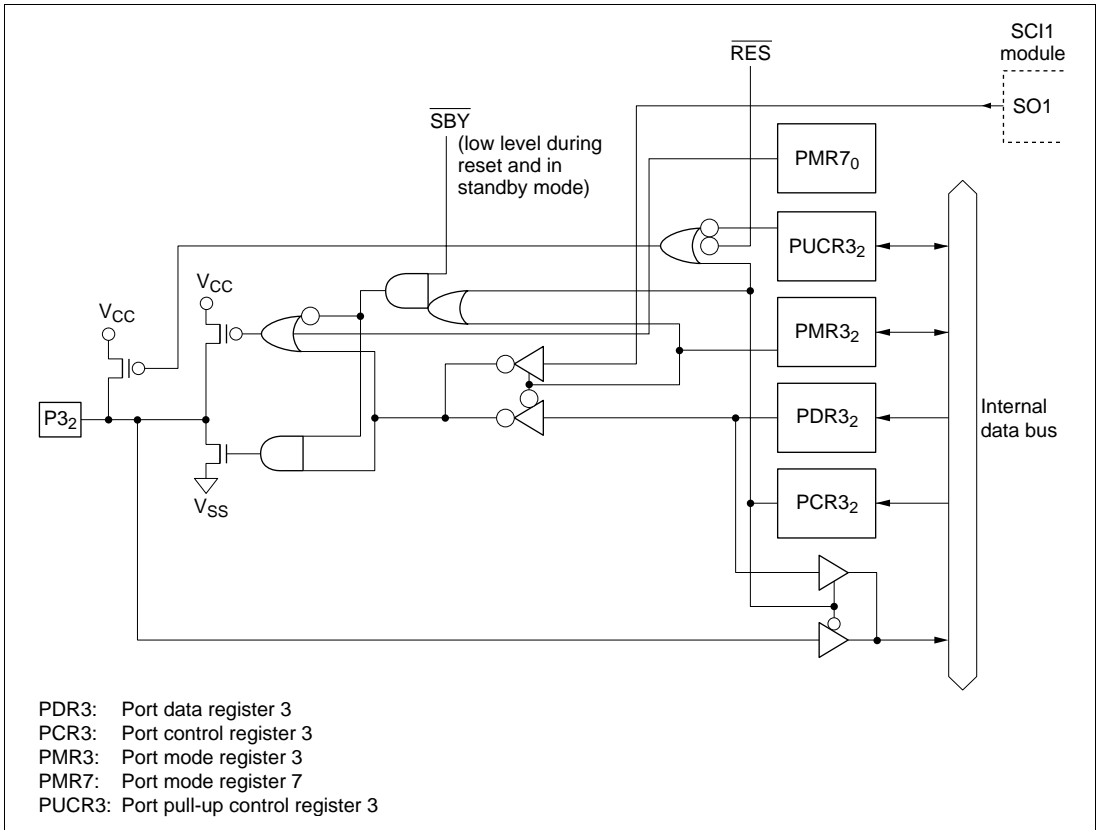 SCI1
module
RES
SO1
SBY
(low level during
reset and in
standby mode)
PMR7₀
PUCR3₂
VCC
VCC
PMR3₂
P3₂
PDR3₂
Internal
data bus
VSS
PCR3₂
PDR3: Port data register 3
PCR3: Port control register 3
PMR3: Port mode register 3
PMR7: Port mode register 7
PUCR3: Port pull-up control register 3